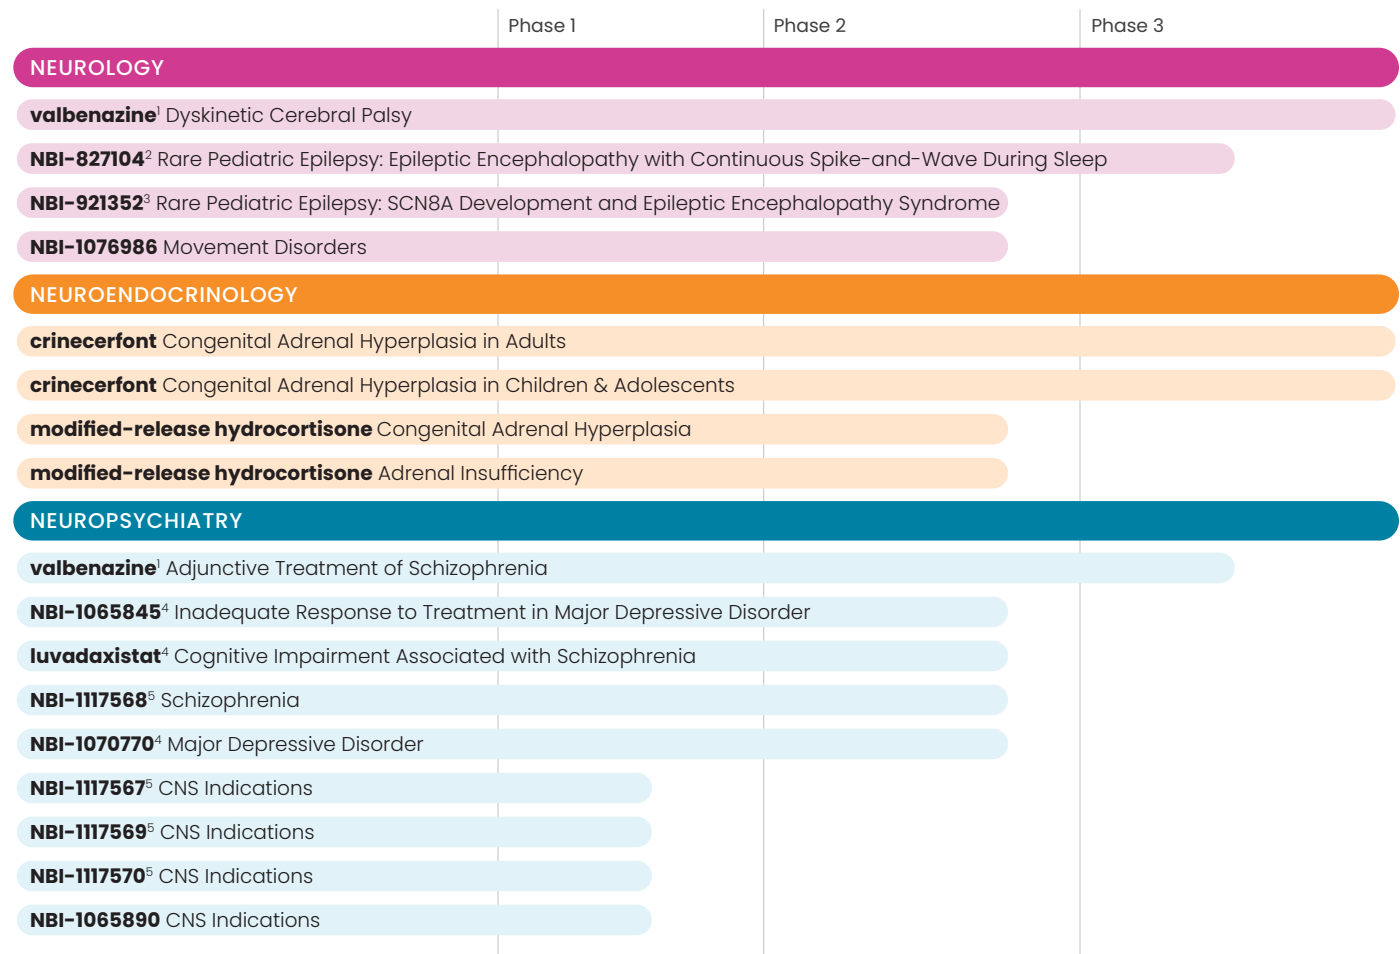 Phase 1 Phase 2 Phase 3
NEUROLOGY
valbenazine¹ Dyskinetic Cerebral Palsy
NBI-827104² Rare Pediatric Epilepsy: Epileptic Encephalopathy with Continuous Spike-and-Wave During Sleep
NBI-921352³ Rare Pediatric Epilepsy: SCN8A Development and Epileptic Encephalopathy Syndrome
NBI-1076986 Movement Disorders
NEUROENDOCRINOLOGY
crinecerfont Congenital Adrenal Hyperplasia in Adults
crinecerfont Congenital Adrenal Hyperplasia in Children & Adolescents
modified-release hydrocortisone Congenital Adrenal Hyperplasia
modified-release hydrocortisone Adrenal Insufficiency
NEUROPSYCHIATRY
valbenazine¹ Adjunctive Treatment of Schizophrenia
NBI-1065845⁴ Inadequate Response to Treatment in Major Depressive Disorder
luvadaxistat⁴ Cognitive Impairment Associated with Schizophrenia
NBI-1117568⁵ Schizophrenia
NBI-1070770⁴ Major Depressive Disorder
NBI-1117567⁵ CNS Indications
NBI-1117569⁵ CNS Indications
NBI-1117570⁵ CNS Indications
NBI-1065890 CNS Indications